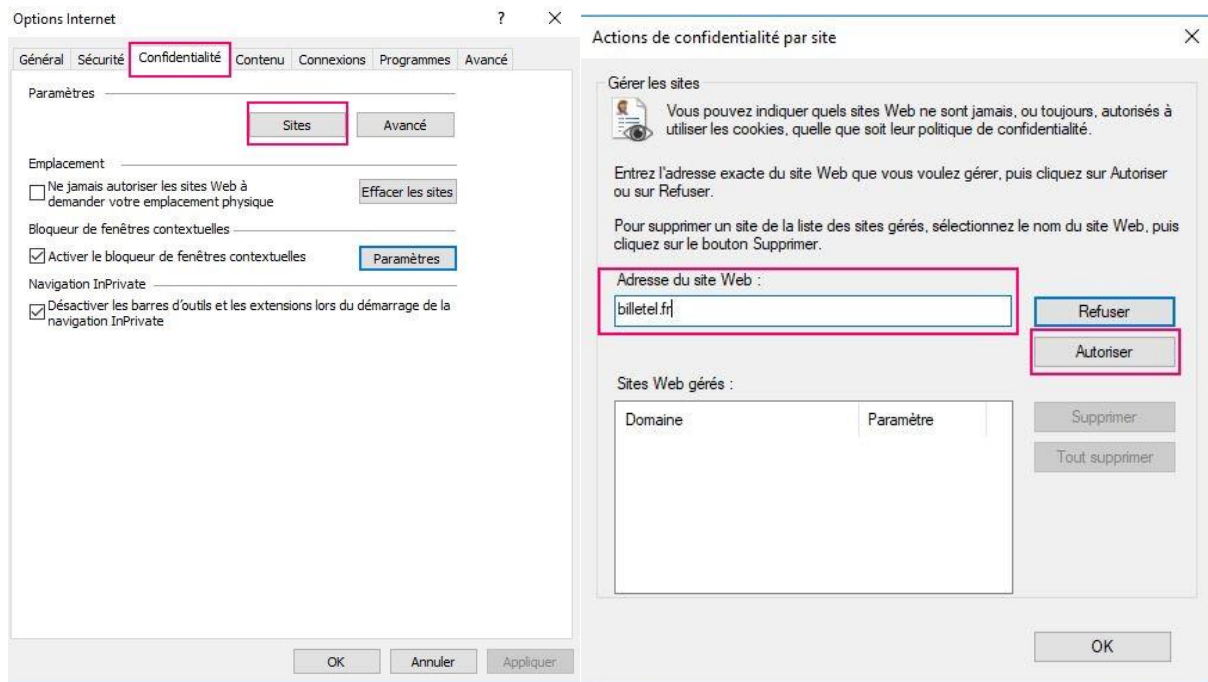 Options Internet
?
Général Sécurité Confidentialité Contenu Connexions Programmes Avancé
Paramètres
Sites Avancé
Emplacement
Ne jamais autoriser les sites Web à
demander votre emplacement physique
Effacer les sites
Bloqueur de fenêtres contextuelles
Activer le bloqueur de fenêtres contextuelles Paramètres
Navigation InPrivate
Désactiver les barres d'outils et les extensions lors du démarrage de la
navigation InPrivate
OK Annuler Appliquer
Actions de confidentialité par site
Gérer les sites
Vous pouvez indiquer quels sites Web ne sont jamais, ou toujours, autorisés à
utiliser les cookies, quelle que soit leur politique de confidentialité.
Entrez l'adresse exacte du site Web que vous voulez gérer, puis cliquez sur Autoriser
ou sur Refuser.
Pour supprimer un site de la liste des sites gérés, sélectionnez le nom du site Web, puis
cliquez sur le bouton Supprimer.
Adresse du site Web :
billetel.fr
Refuser
Autoriser
Sites Web gérés :
Domaine Paramètre
Supprimer
Tout supprimer
OK